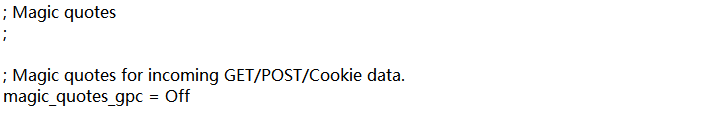 ; Magic quotes
;
; Magic quotes for incoming GET/POST/Cookie data.
magic_quotes_gpc = Off